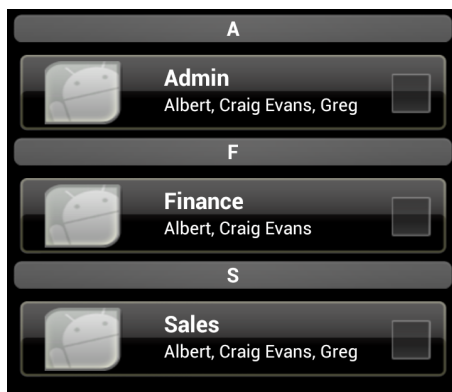 A
Admin
Albert, Craig Evans, Greg
F
Finance
Albert, Craig Evans
S
Sales
Albert, Craig Evans, Greg